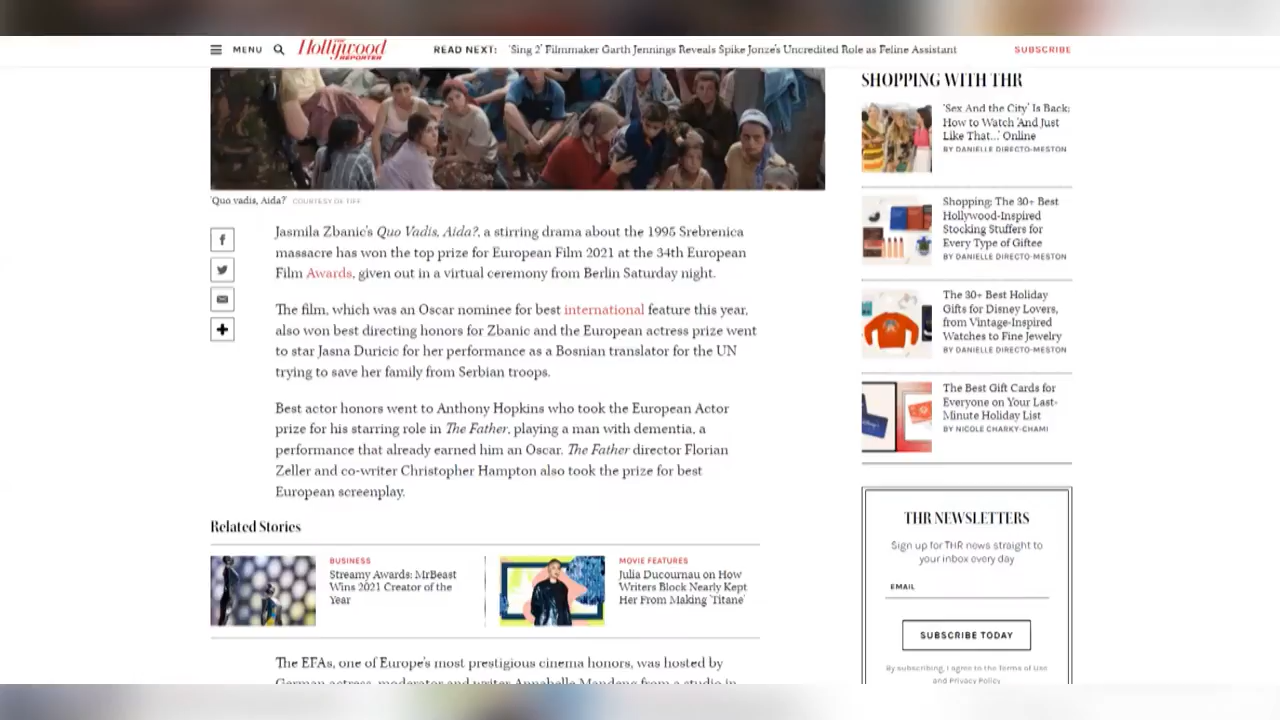 MENU
The Hollywood REPORTER
READ NEXT: 'Sing 2' Filmmaker Garth Jennings Reveals Spike Jonze's Uncredited Role as Feline Assistant
SUBSCRIBE
'Quo vadis, Aida?' COURTESY OF TIFF
Jasmila Zbanic's Quo Vadis, Aida?, a stirring drama about the 1995 Srebrenica
massacre has won the top prize for European Film 2021 at the 34th European
Film Awards, given out in a virtual ceremony from Berlin Saturday night.
The film, which was an Oscar nominee for best international feature this year,
also won best directing honors for Zbanic and the European actress prize went
to star Jasna Duricic for her performance as a Bosnian translator for the UN
trying to save her family from Serbian troops.
Best actor honors went to Anthony Hopkins who took the European Actor
prize for his starring role in The Father, playing a man with dementia, a
performance that already earned him an Oscar. The Father director Florian
Zeller and co-writer Christopher Hampton also took the prize for best
European screenplay.
Related Stories
BUSINESS
Streamy Awards: MrBeast
Wins 2021 Creator of the
Year
MOVIE FEATURES
Julia Ducournau on How
Writers Block Nearly Kept
Her From Making 'Titane'
The EFAs, one of Europe's most prestigious cinema honors, was hosted by
German actress, moderator and writer Annabelle Mandeng from a studio in
SHOPPING WITH THR
'Sex And the City' Is Back:
How to Watch 'And Just
Like That...' Online
BY DANIELLE DIRECTO-MESTON
Shopping: The 30+ Best
Hollywood-Inspired
Stocking Stuffers for
Every Type of Giftee
BY DANIELLE DIRECTO-MESTON
The 30+ Best Holiday
Gifts for Disney Lovers,
from Vintage-Inspired
Watches to Fine Jewelry
BY DANIELLE DIRECTO-MESTON
The Best Gift Cards for
Everyone on Your Last-
Minute Holiday List
BY NICOLE CHARKY-CHAMI
THR NEWSLETTERS
Sign up for THR news straight to
your inbox every day
EMAIL
SUBSCRIBE TODAY
By subscribing, I agree to the Terms of Use
and Privacy Policy